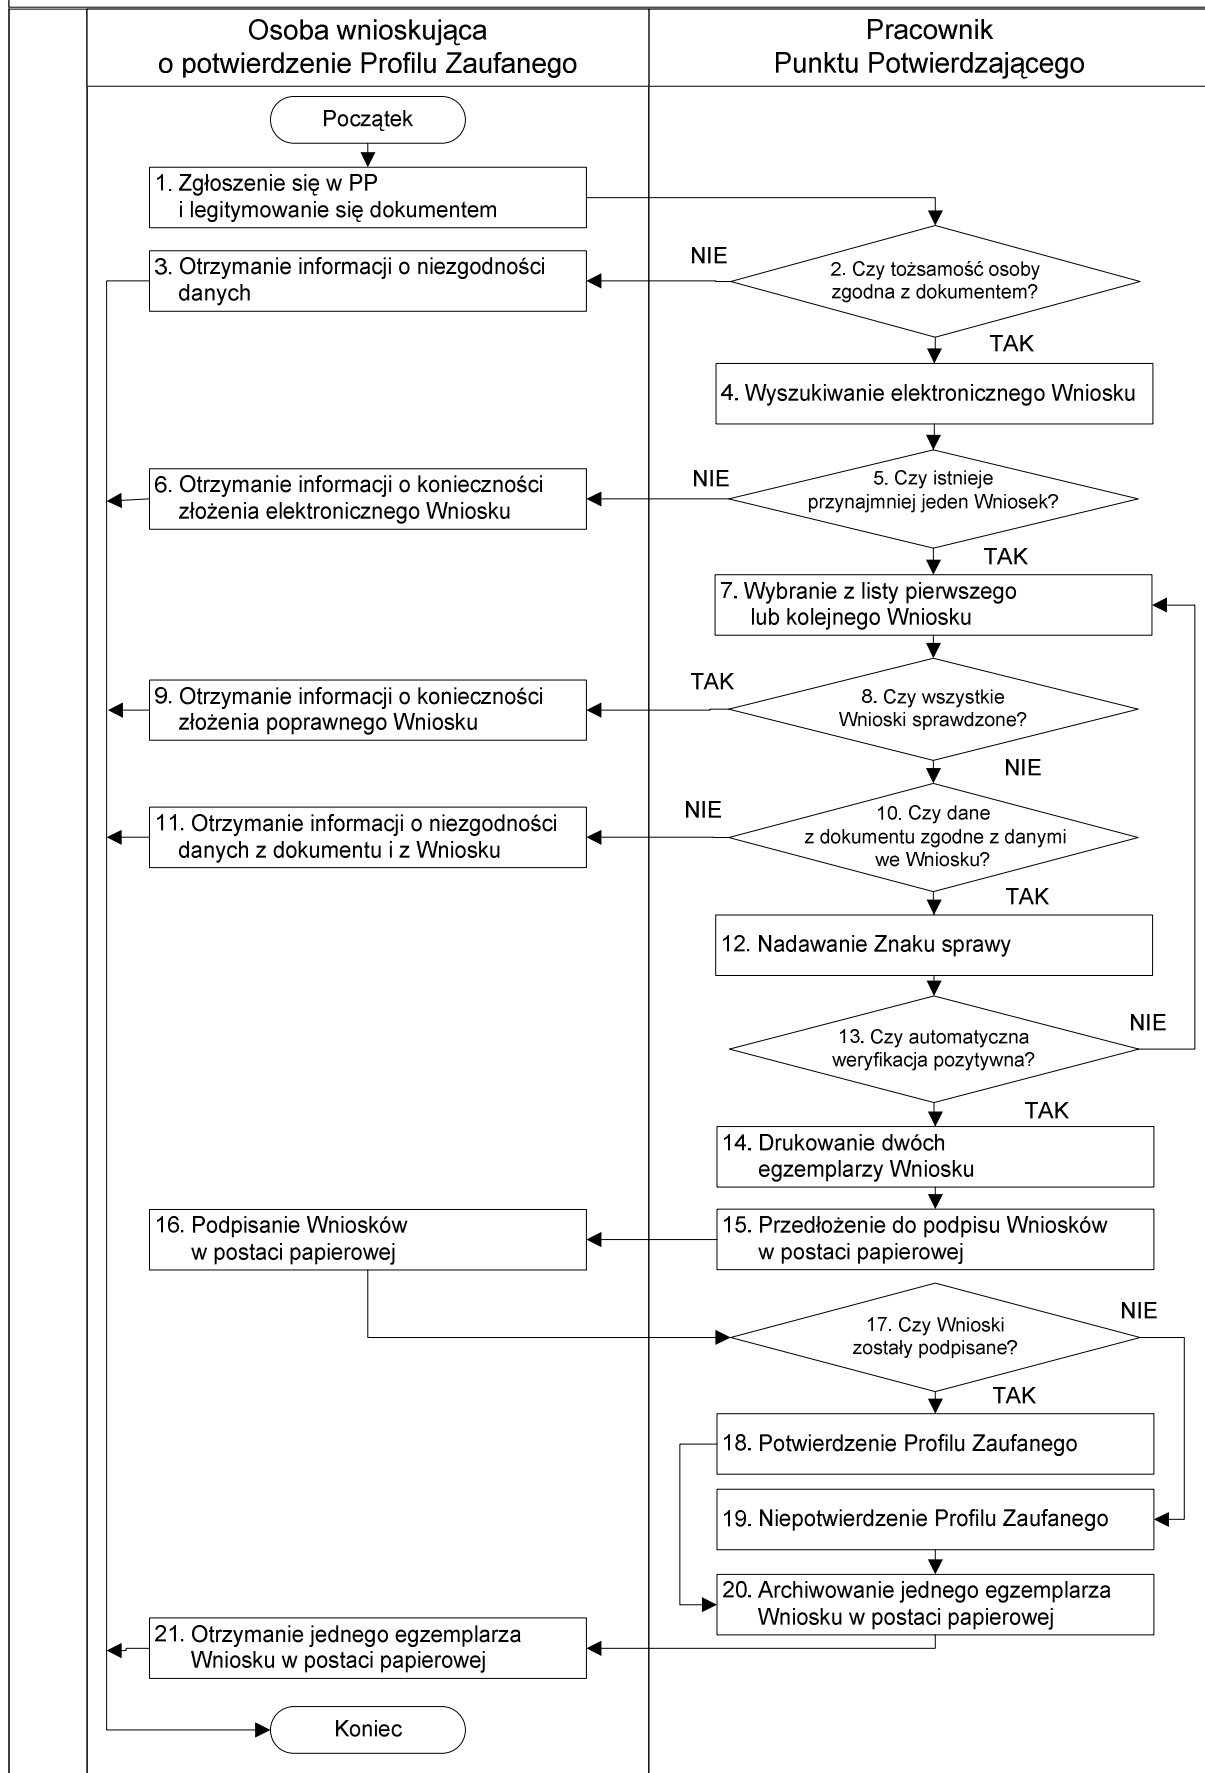 Osoba wnioskująca
o potwierdzenie Profilu Zaufanego
Pracownik
Punktu Potwierdzającego
Początek
1. Zgłoszenie się w PP
i legitymowanie się dokumentem
2. Czy tożsamość osoby
zgodna z dokumentem?
NIE
3. Otrzymanie informacji o niezgodności
danych
TAK
4. Wyszukiwanie elektronicznego Wniosku
5. Czy istnieje
przynajmniej jeden Wniosek?
NIE
6. Otrzymanie informacji o konieczności
złożenia elektronicznego Wniosku
TAK
7. Wybranie z listy pierwszego
lub kolejnego Wniosku
8. Czy wszystkie
Wnioski sprawdzone?
TAK
9. Otrzymanie informacji o konieczności
złożenia poprawnego Wniosku
NIE
10. Czy dane
z dokumentu zgodne z danymi
we Wniosku?
NIE
11. Otrzymanie informacji o niezgodności
danych z dokumentu i z Wniosku
TAK
12. Nadawanie Znaku sprawy
13. Czy automatyczna
weryfikacja pozytywna?
NIE
TAK
14. Drukowanie dwóch
egzemplarzy Wniosku
15. Przedłożenie do podpisu Wniosków
w postaci papierowej
16. Podpisanie Wniosków
w postaci papierowej
17. Czy Wnioski
zostały podpisane?
NIE
TAK
18. Potwierdzenie Profilu Zaufanego
19. Niepotwierdzenie Profilu Zaufanego
20. Archiwowanie jednego egzemplarza
Wniosku w postaci papierowej
21. Otrzymanie jednego egzemplarza
Wniosku w postaci papierowej
Koniec